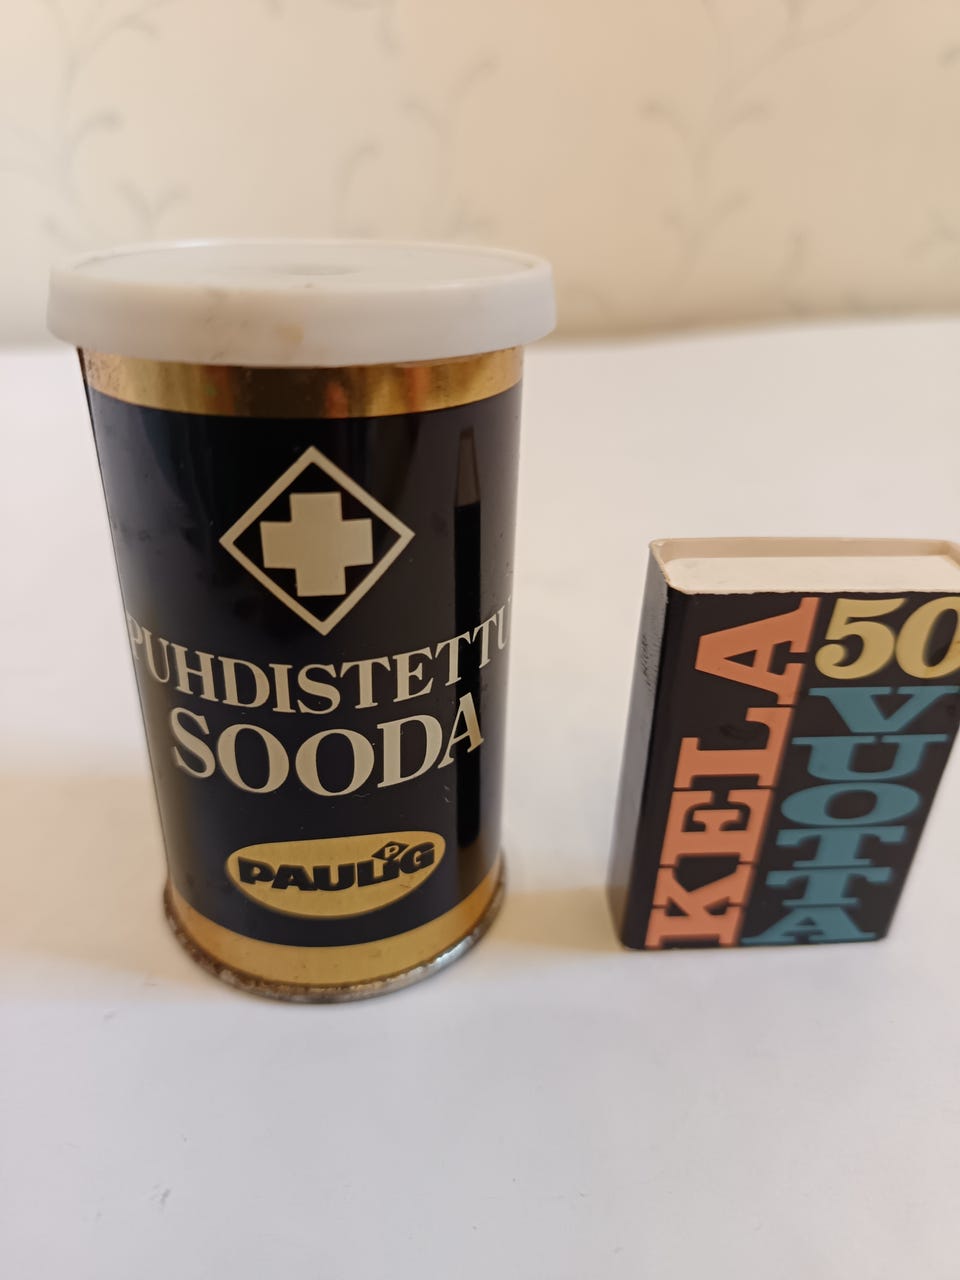 PUHDISTETTU
SOODA
PAULIG
KELA
50
VUOTTA